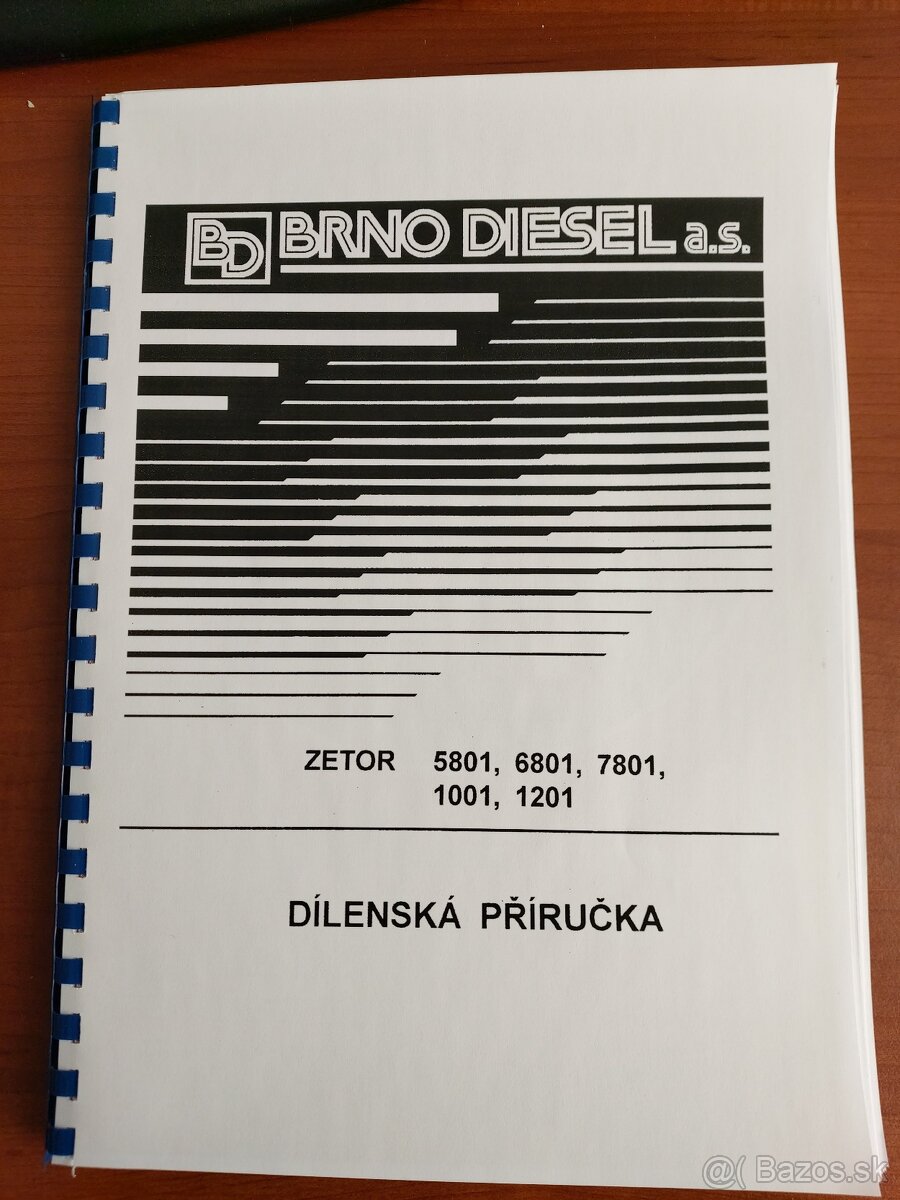 BD BRNO DIESEL a.s.
ZETOR 5801, 6801, 7801,
1001, 1201
DÍLENSKÁ PŘÍRUČKA
@( Bazos.sk